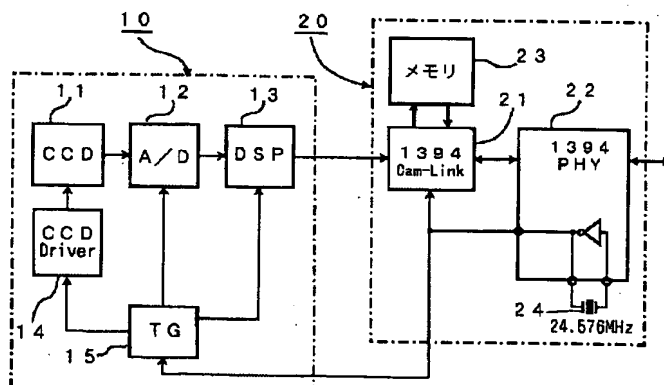 10
20
11
12
13
CCD
A/D
DSP
CCD
Driver
14
TG
15
メモリ
23
21
22
1394
Cam-Link
1394
PHY
24
24.576MHz